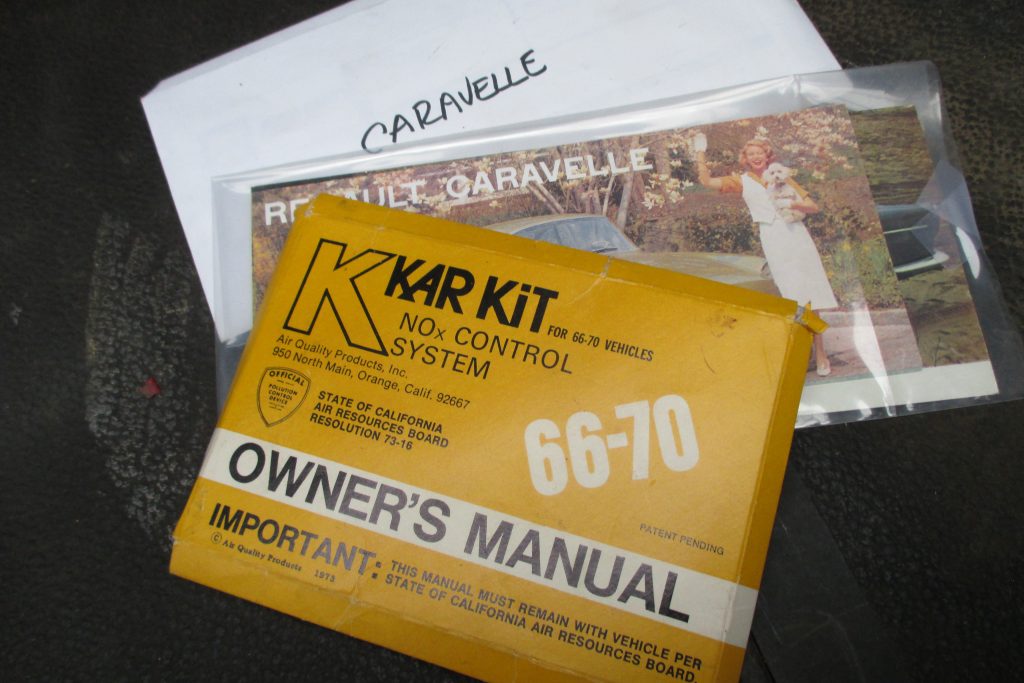 CARAVELLE
RENAULT CARAVELLE
K KAR KiT
FOR 66-70 VEHICLES
NOx CONTROL
SYSTEM
Air Quality Products, Inc.
950 North Main, Orange, Calif. 92667
OFFICIAL
POLLUTION
CONTROL
DEVICE
STATE OF CALIFORNIA
AIR RESOURCES BOARD
RESOLUTION 73-16
66-70
OWNER'S MANUAL
PATENT PENDING
IMPORTANT: THIS MANUAL MUST REMAIN WITH VEHICLE PER
STATE OF CALIFORNIA AIR RESOURCES BOARD.
© Air Quality Products 1973